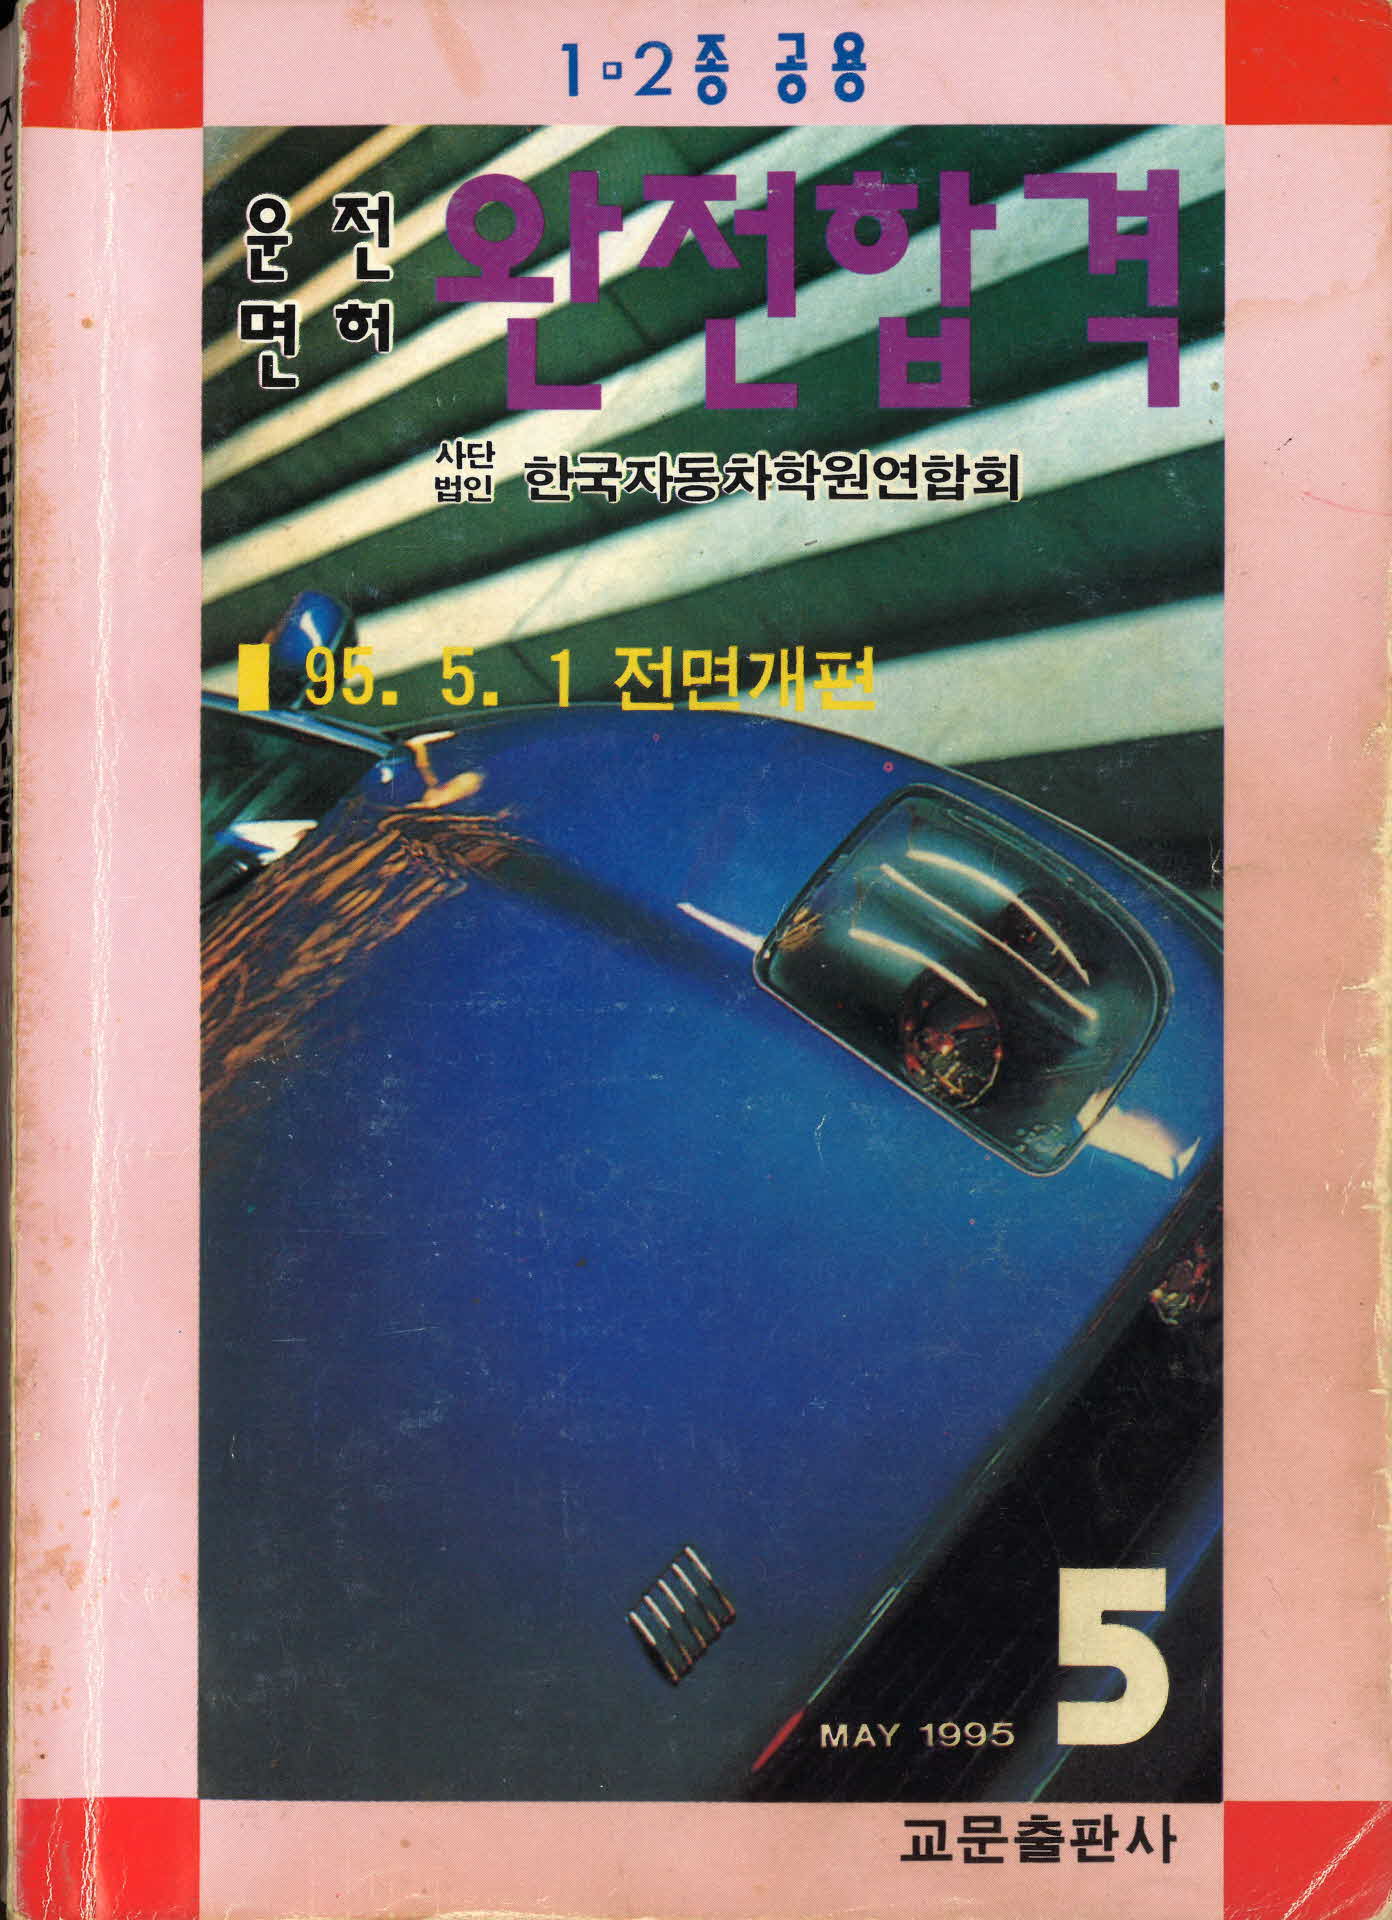 1·2종 공용
운전
면허
완전합격
사단
법인
한국자동차학원연합회
95. 5. 1 전면개편
5
MAY 1995
교문출판사